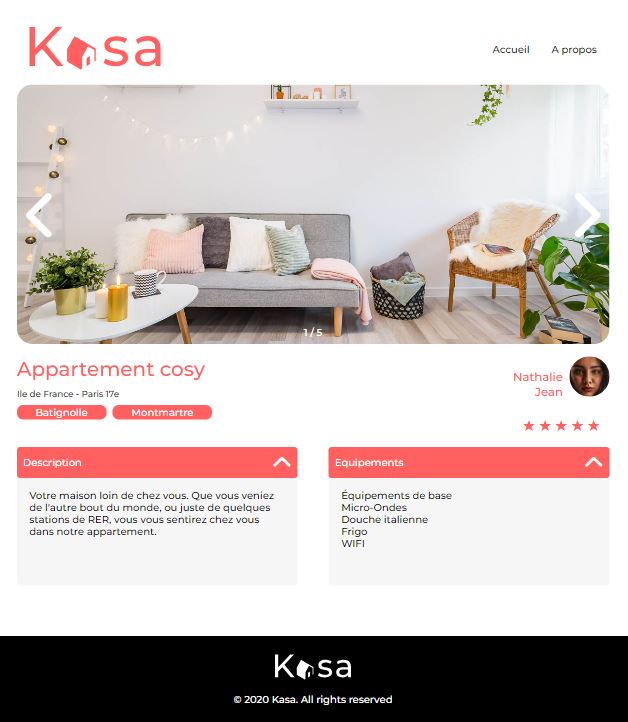 Kasa
Accueil A propos
1 / 5
Appartement cosy
Ile de France - Paris 17e
Batignolle Montmartre
Nathalie
Jean
Description
Votre maison loin de chez vous. Que vous veniez
de l'autre bout du monde, ou juste de quelques
stations de RER, vous vous sentirez chez vous
dans notre appartement.
Equipements
Équipements de base
Micro-Ondes
Douche italienne
Frigo
WIFI
Kasa
© 2020 Kasa. All rights reserved